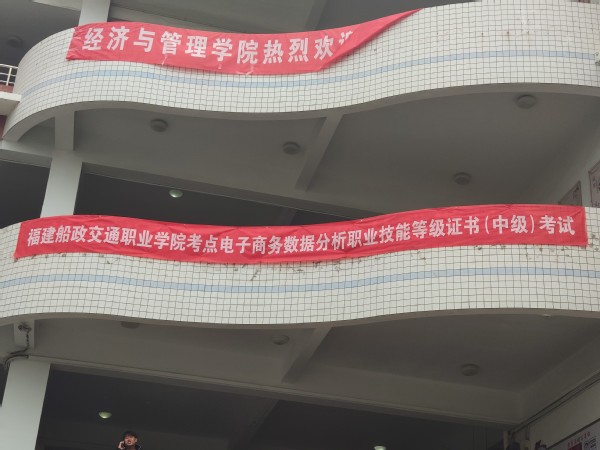 经济与管理学院热烈欢迎
福建船政交通职业学院考点电子商务数据分析职业技能等级证书(中级)考试